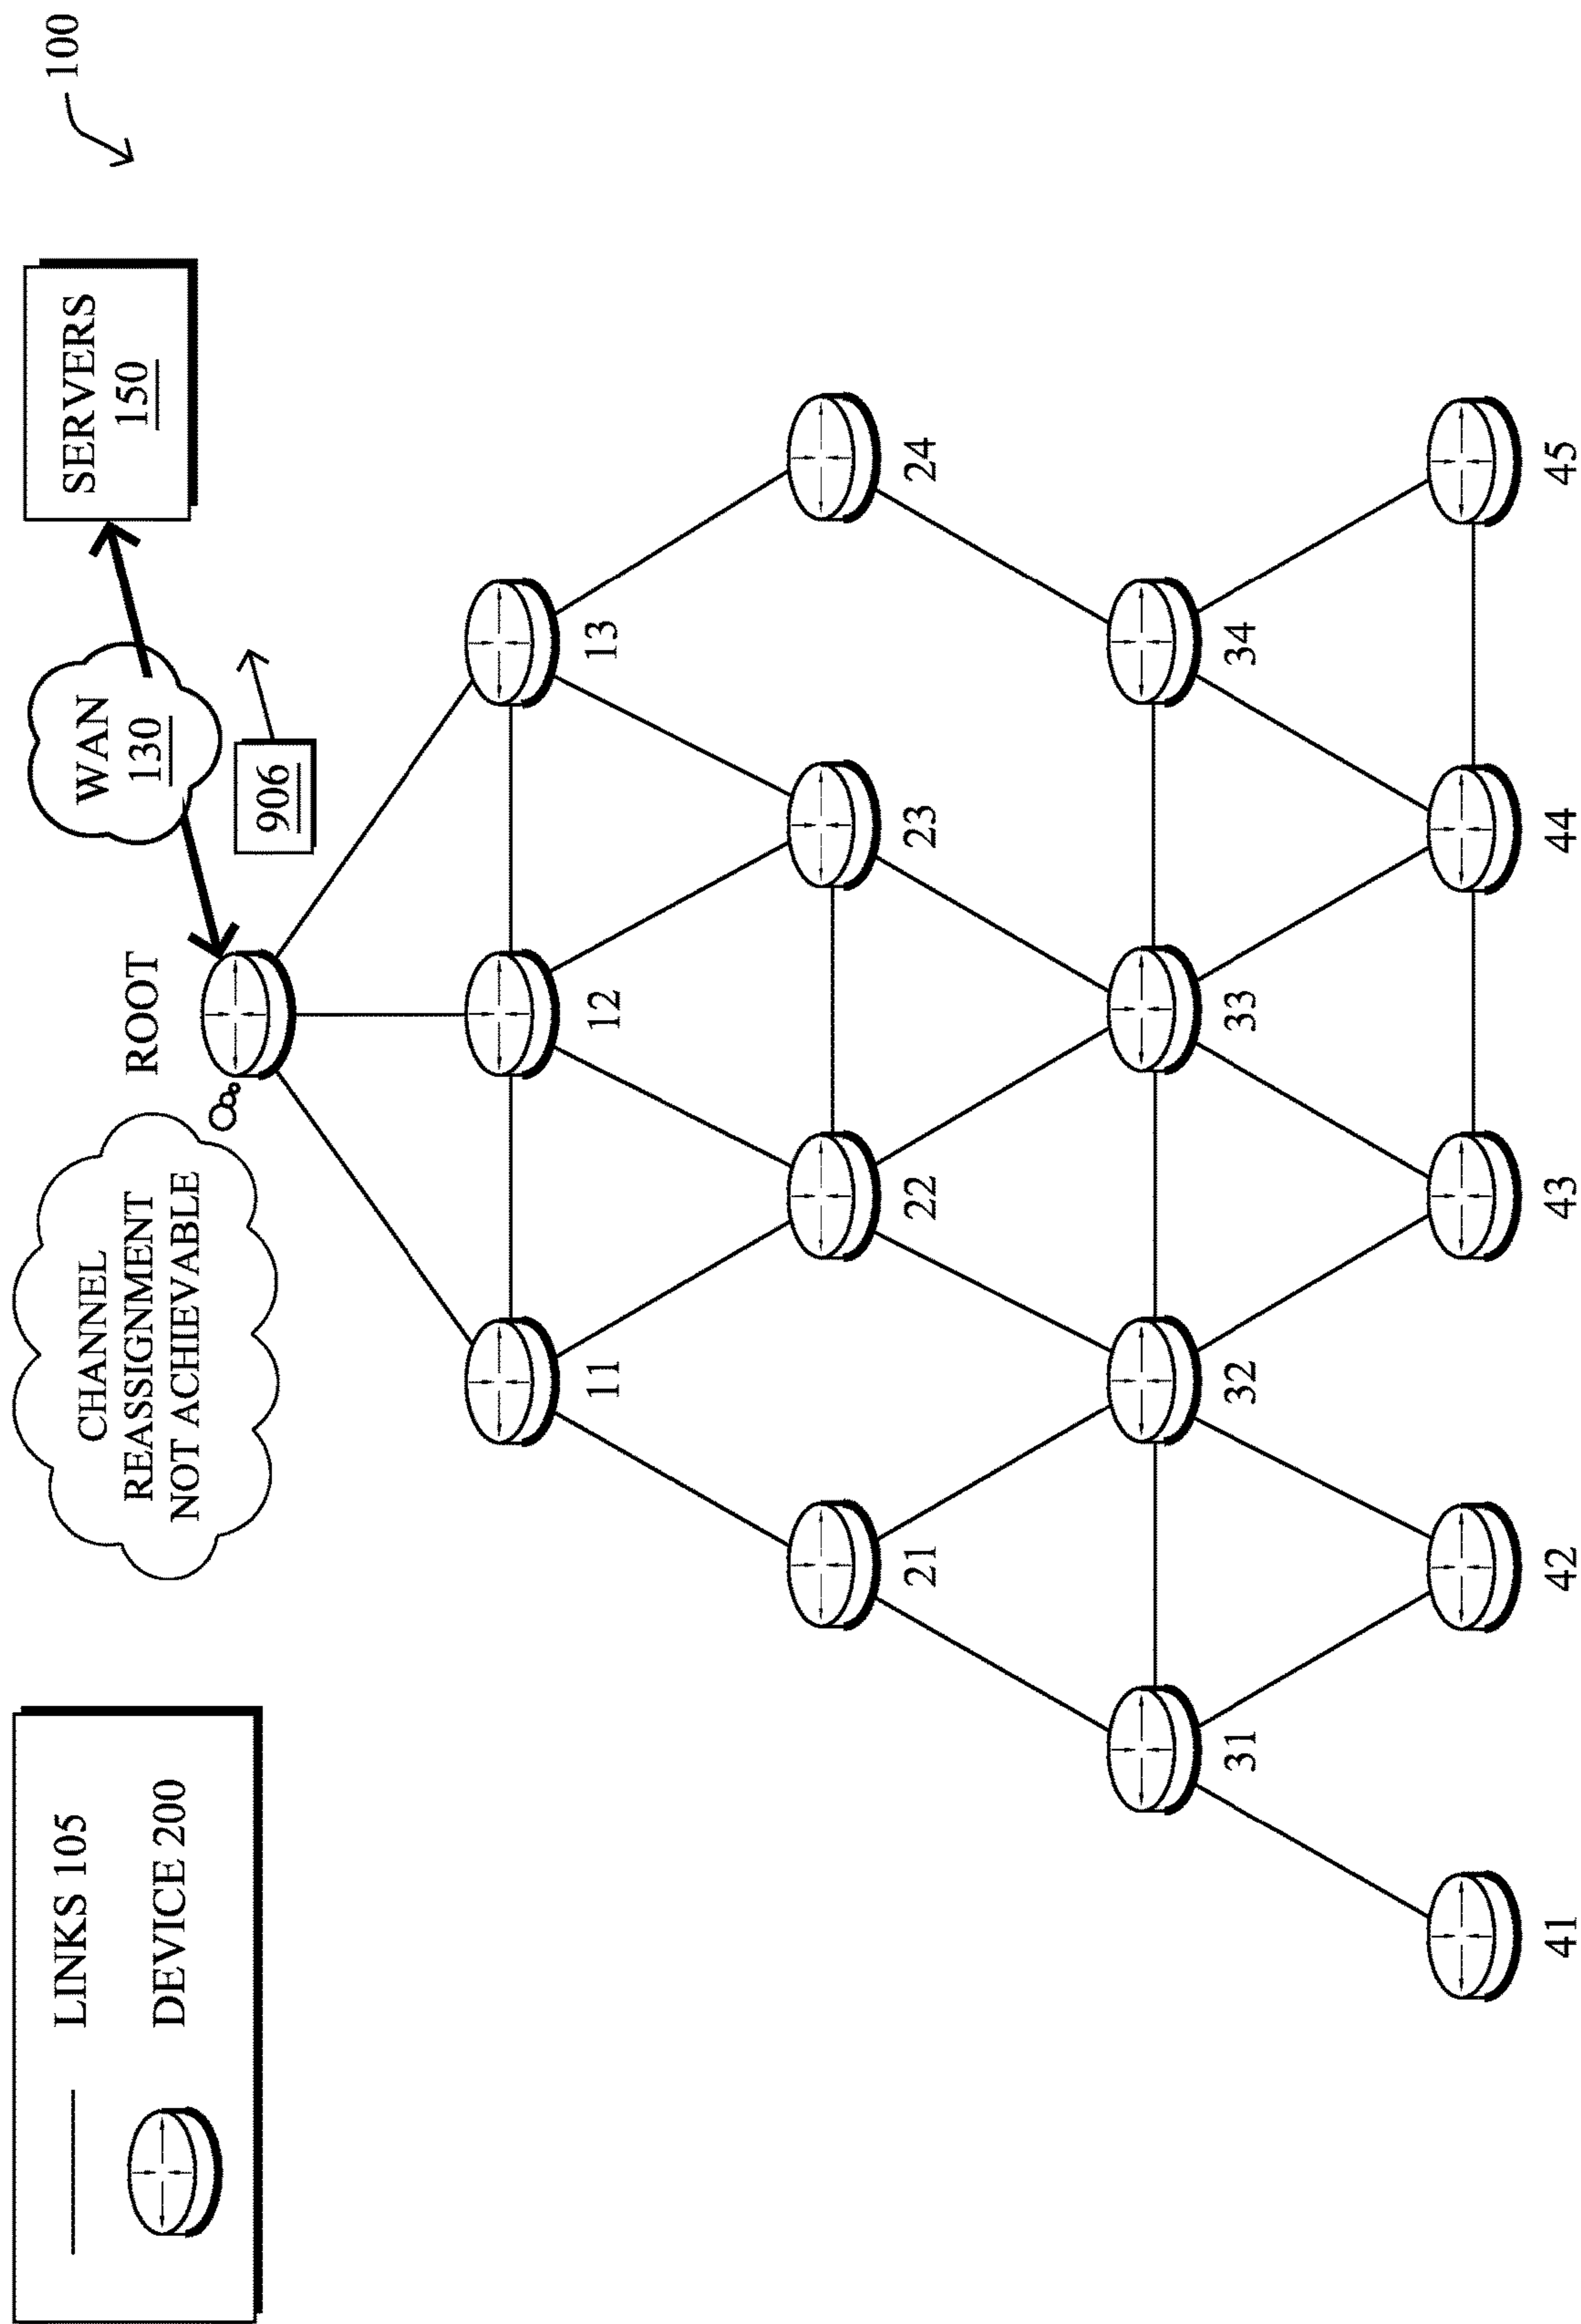 LINKS 105
DEVICE 200
CHANNEL
REASSIGNMENT
NOT ACHIEVABLE
ROOT
WAN
130
906
SERVERS
150
100
11
12
13
21
22
23
24
31
32
33
34
41
42
43
44
45